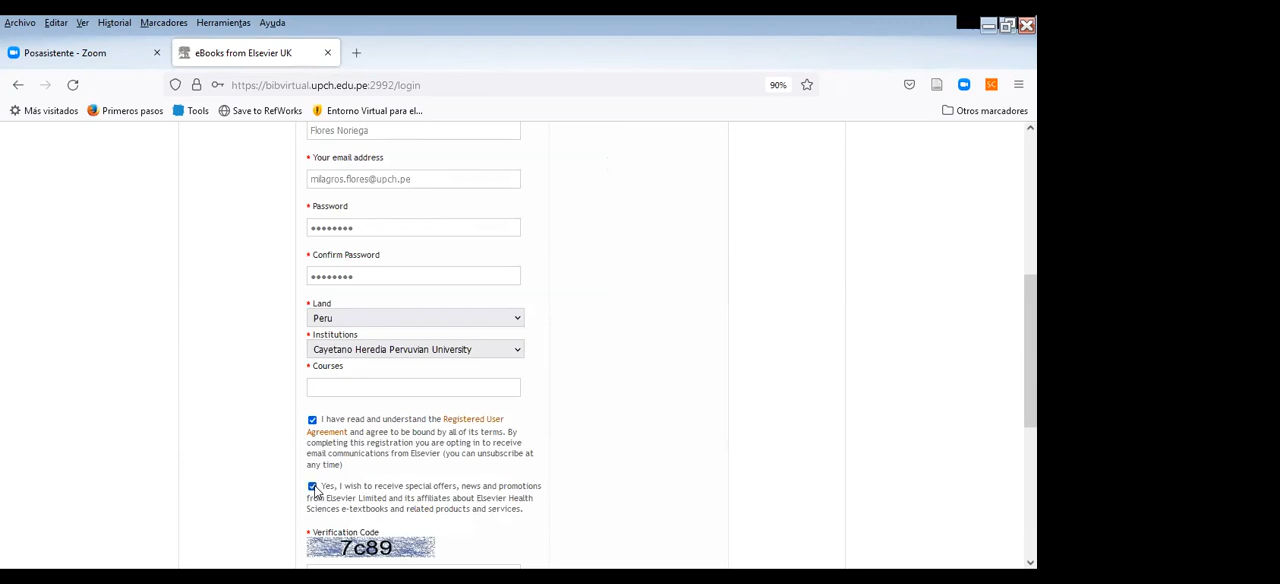 Archivo Editar Ver Historial Marcadores Herramientas Ayuda
Posasistente - Zoom
eBooks from Elsevier UK
https://bibvirtual.upch.edu.pe:2992/login
90%
Más visitados Primeros pasos Tools Save to RefWorks Entorno Virtual para el... Otros marcadores
Flores Noriega
* Your email address
milagros.flores@upch.pe
* Password
●●●●●●●●
* Confirm Password
●●●●●●●●
* Land
Peru
* Institutions
Cayetano Heredia Pervuvian University
* Courses
I have read and understand the Registered User
Agreement and agree to be bound by all of its terms. By
completing this registration you are opting in to receive
email communications from Elsevier (you can unsubscribe at
any time)
Yes, I wish to receive special offers, news and promotions
from Elsevier Limited and its affiliates about Elsevier Health
Sciences e-textbooks and related products and services.
* Verification Code
7c89